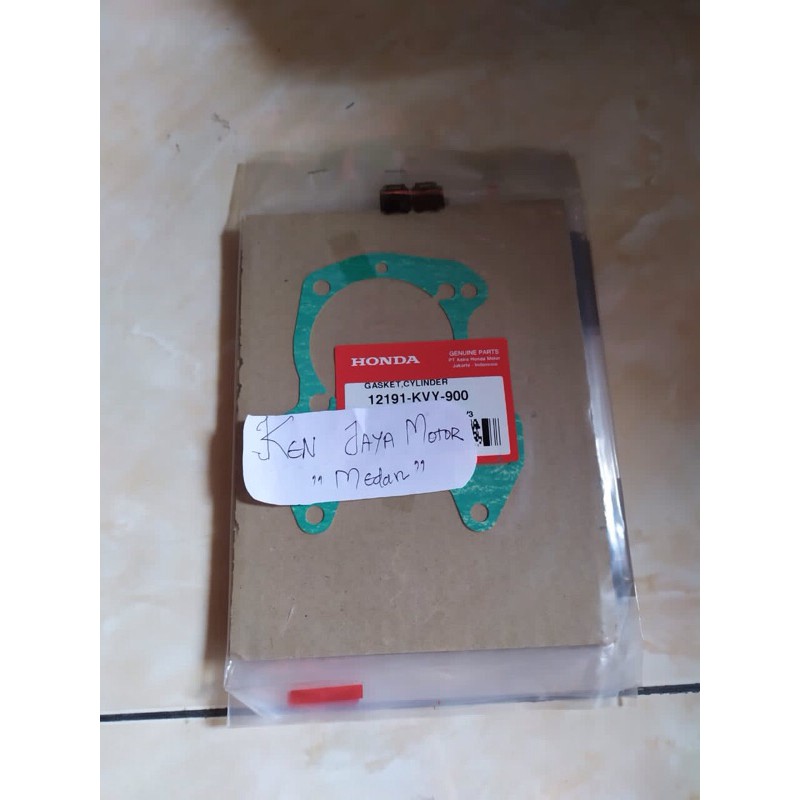 HONDA
GENUINE PARTS
PT Astra Honda Motor
Jakarta - Indonesia
GASKET,CYLINDER
12191-KVY-900
KEN JAYA MOTOR
"Medan"